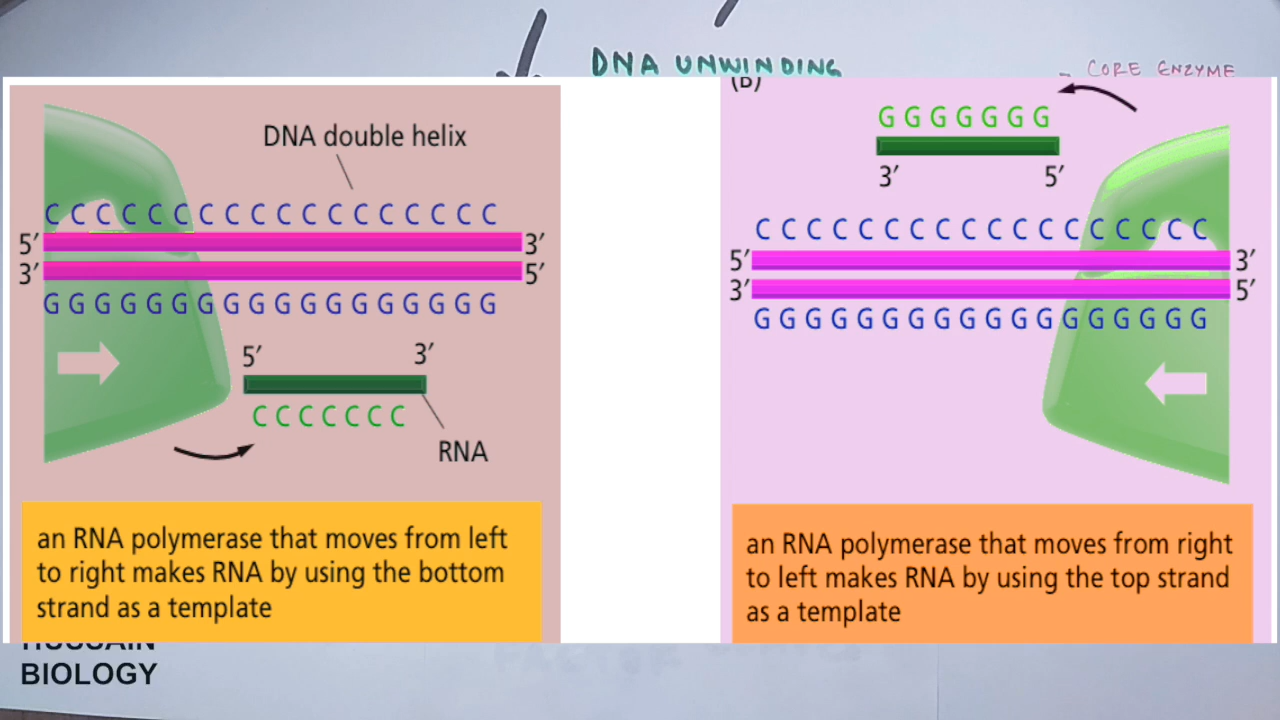 DNA UNWINDING
- CORE ENZYME
(B)
DNA double helix
C C C C C C C C C C C C C C C C C C
5′ 3′
3′ 5′
G G G G G G G G G G G G G G G G G G
5′ 3′
C C C C C C C
RNA
an RNA polymerase that moves from left
to right makes RNA by using the bottom
strand as a template
G G G G G G G
3′ 5′
C C C C C C C C C C C C C C C C C C
5′ 3′
3′ 5′
G G G G G G G G G G G G G G G G G G
an RNA polymerase that moves from right
to left makes RNA by using the top strand
as a template
HUSSAIN
BIOLOGY